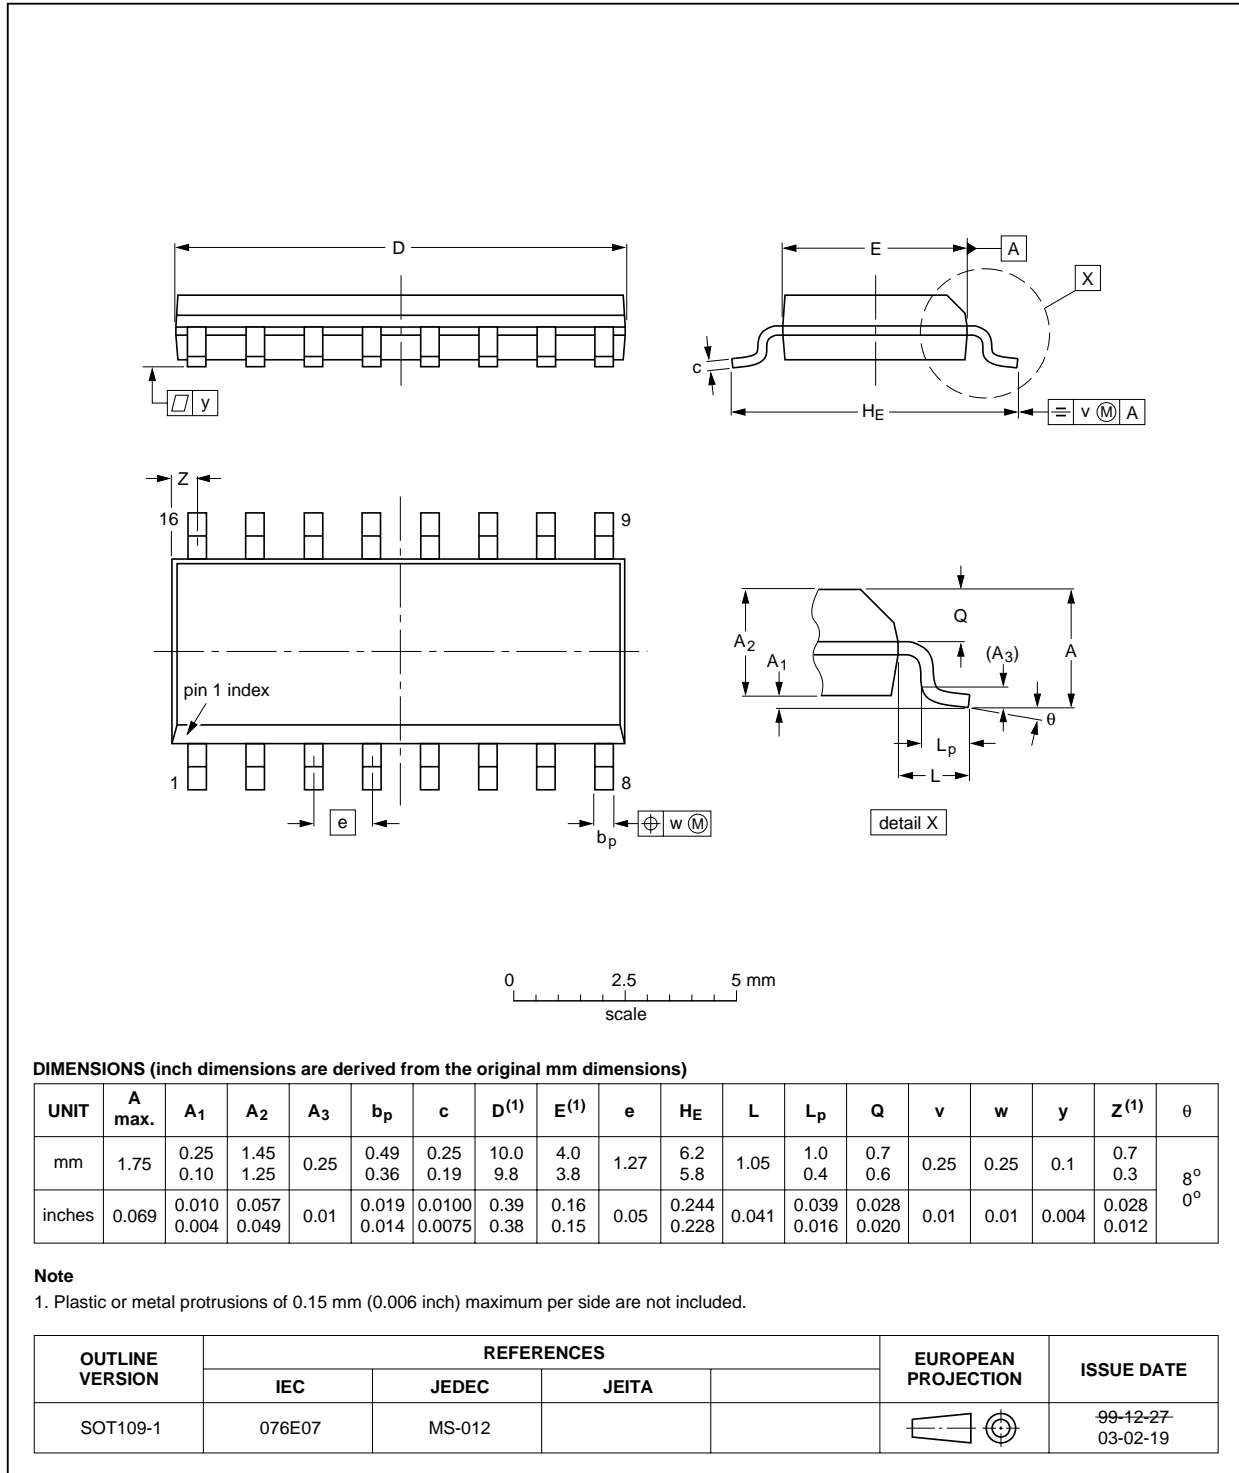 D
y
E
A
X
c
HE
v M A
Z
16
9
pin 1 index
1
8
e
bp
w M
A2
A1
Q
(A3)
A
θ
Lp
L
detail X
0 2.5 5 mm
scale
DIMENSIONS (inch dimensions are derived from the original mm dimensions)
UNIT A max. A1 A2 A3 bp c D(1) E(1) e HE L Lp Q v w y Z(1) θ
mm 1.75 0.25 0.10 1.45 1.25 0.25 0.49 0.36 0.25 0.19 10.0 9.8 4.0 3.8 1.27 6.2 5.8 1.05 1.0 0.4 0.7 0.6 0.25 0.25 0.1 0.7 0.3 8o 0o
inches 0.069 0.010 0.004 0.057 0.049 0.01 0.019 0.014 0.0100 0.0075 0.39 0.38 0.16 0.15 0.05 0.244 0.228 0.041 0.039 0.016 0.028 0.020 0.01 0.01 0.004 0.028 0.012
Note
1. Plastic or metal protrusions of 0.15 mm (0.006 inch) maximum per side are not included.
OUTLINE VERSION REFERENCES EUROPEAN PROJECTION ISSUE DATE
IEC JEDEC JEITA
SOT109-1 076E07 MS-012 99-12-27 03-02-19